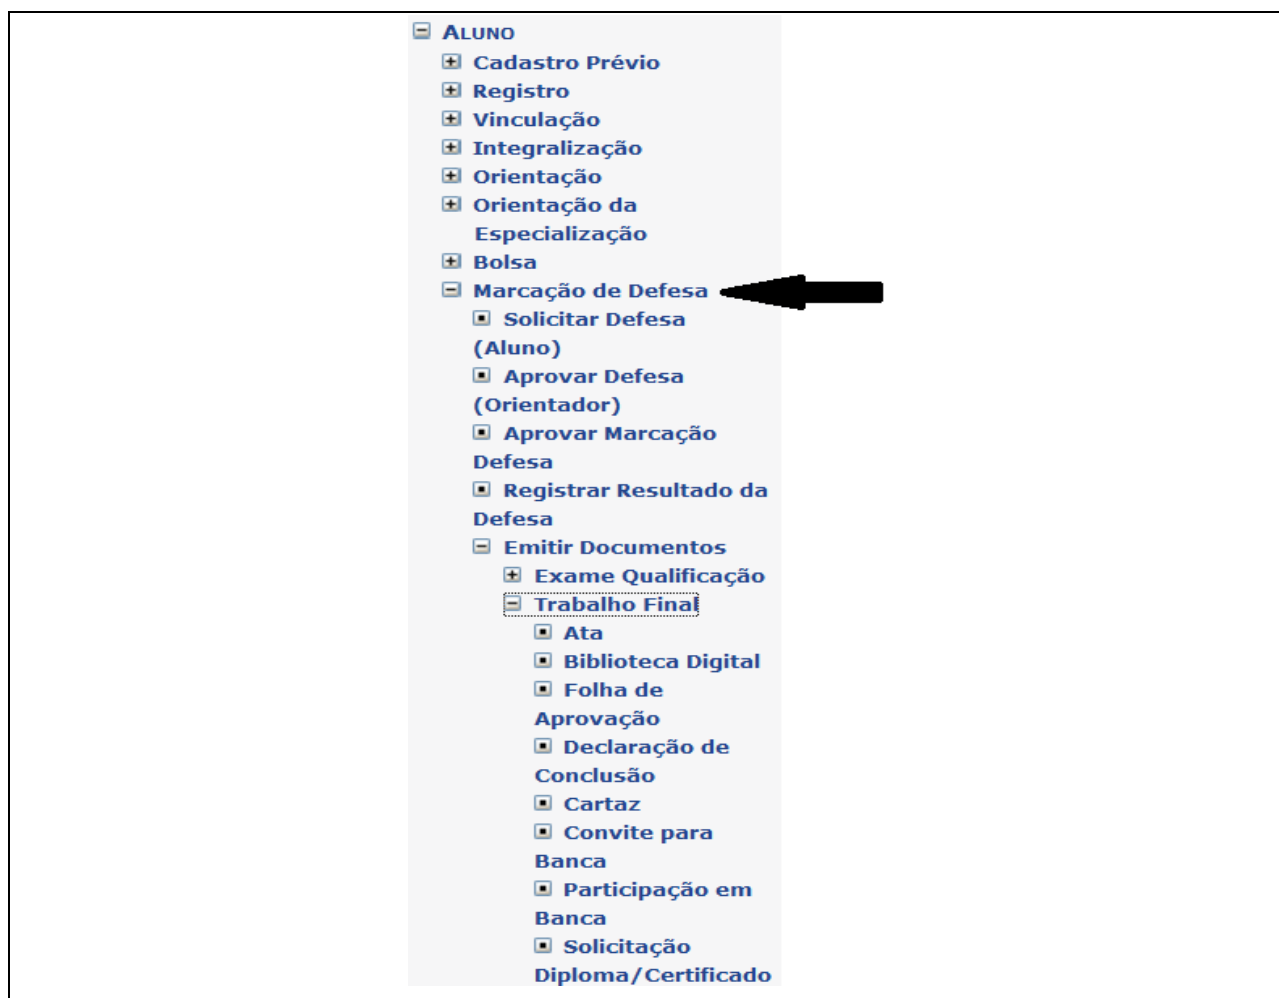 ALUNO
Cadastro Prévio
Registro
Vinculação
Integralização
Orientação
Orientação da
Especialização
Bolsa
Marcação de Defesa
Solicitar Defesa
(Aluno)
Aprovar Defesa
(Orientador)
Aprovar Marcação
Defesa
Registrar Resultado da
Defesa
Emitir Documentos
Exame Qualificação
Trabalho Final
Ata
Biblioteca Digital
Folha de
Aprovação
Declaração de
Conclusão
Cartaz
Convite para
Banca
Participação em
Banca
Solicitação
Diploma/Certificado